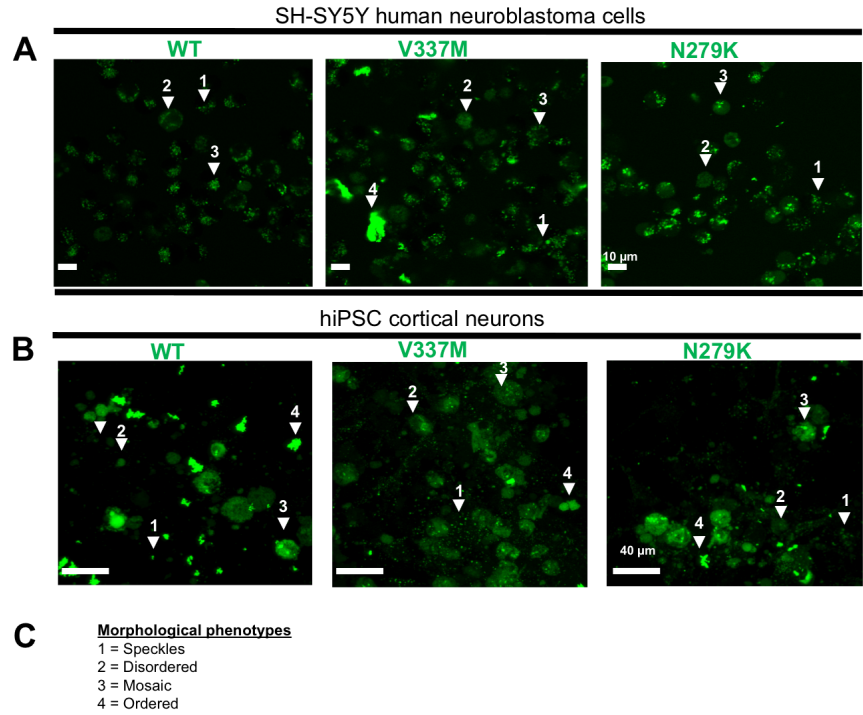 SH-SY5Y human neuroblastoma cells
A
WT V337M N279K
2 1 3
2 3 4 1
3 2 1
10 µm
hiPSC cortical neurons
B
WT V337M N279K
2 4 1 3
3 2 1 4
3 2 1 4
40 µm
C
Morphological phenotypes
1 = Speckles
2 = Disordered
3 = Mosaic
4 = Ordered